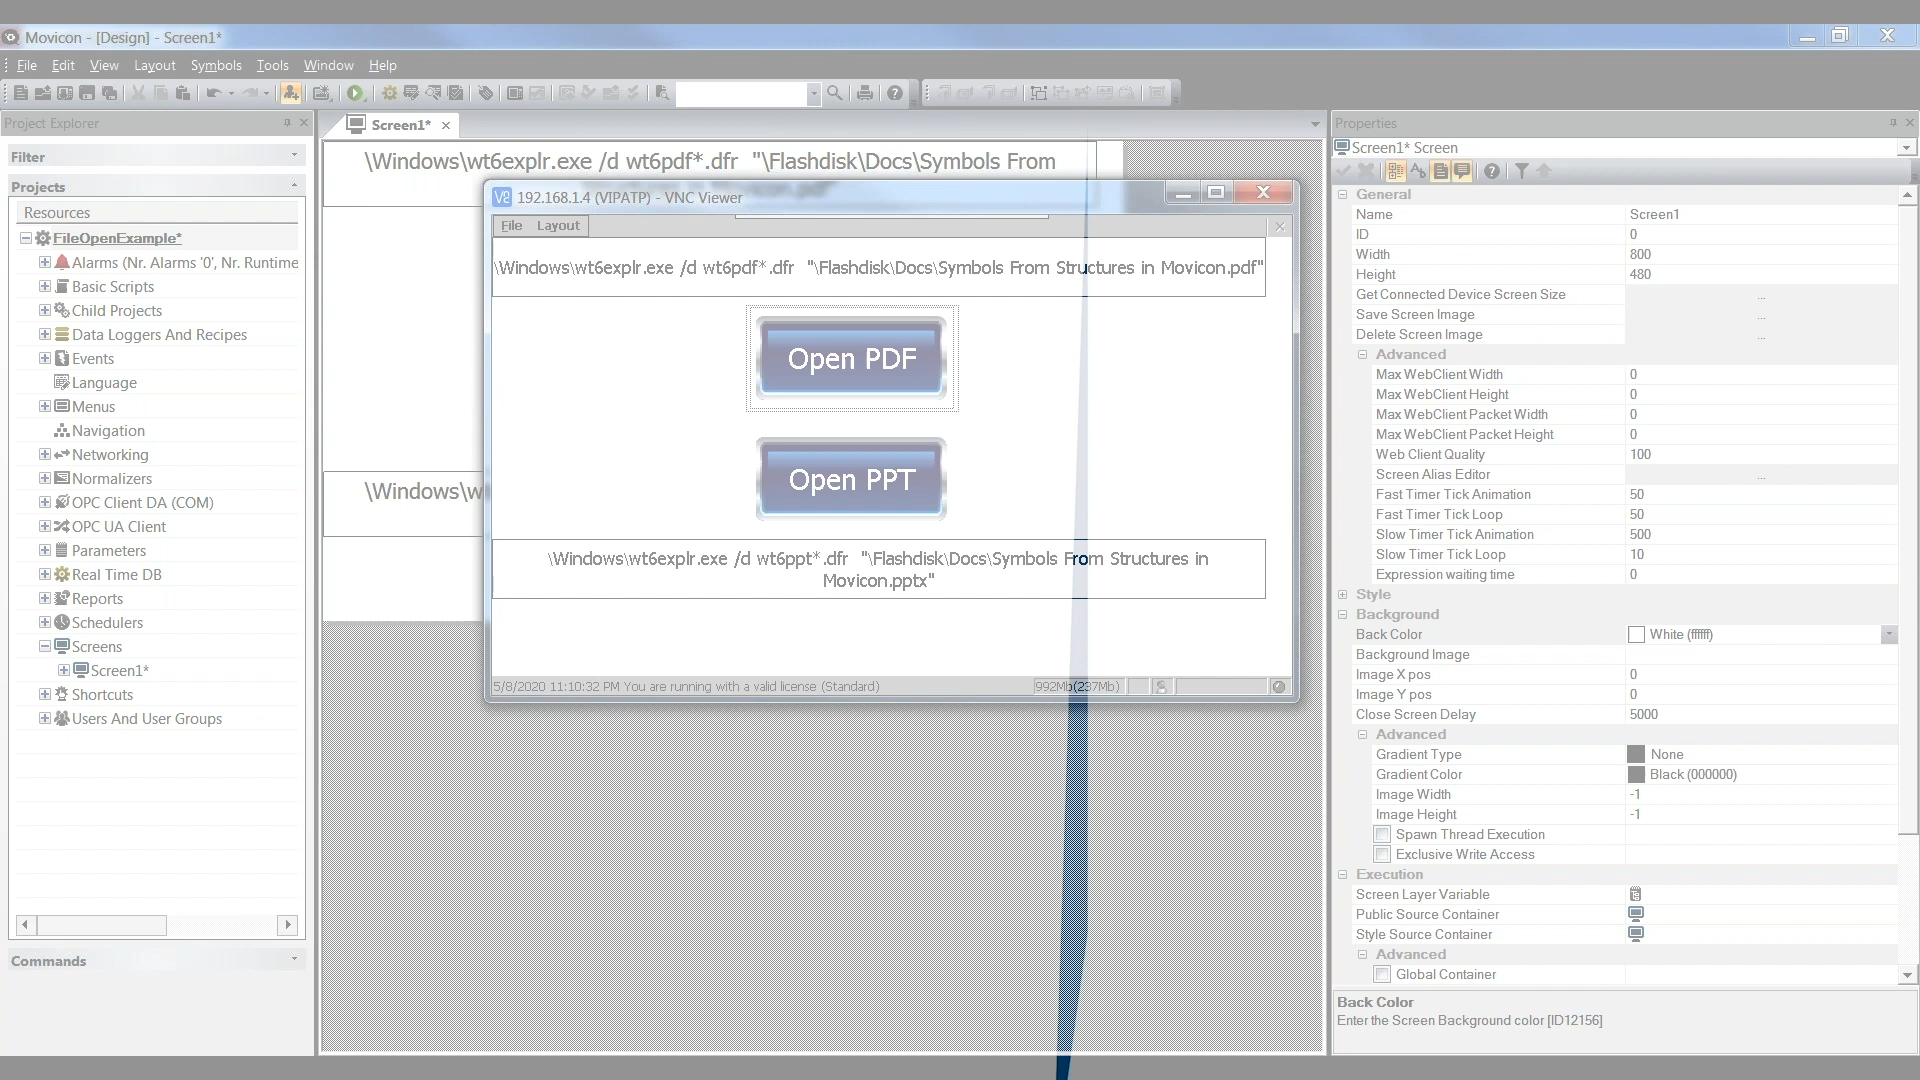 Movicon - [Design] - Screen1*
File Edit View Layout Symbols Tools Window Help
Project Explorer
Filter
Projects
Resources
FileOpenExample*
Alarms (Nr. Alarms '0', Nr. Runtime
Basic Scripts
Child Projects
Data Loggers And Recipes
Events
Language
Menus
Navigation
Networking
Normalizers
OPC Client DA (COM)
OPC UA Client
Parameters
Real Time DB
Reports
Schedulers
Screens
Screen1*
Shortcuts
Users And User Groups
Commands
Screen1*
\Windows\wt6explr.exe /d wt6pdf*.dfr "\Flashdisk\Docs\Symbols From
\Windows\w
192.168.1.4 (VIPATP) - VNC Viewer
File Layout
\Windows\wt6explr.exe /d wt6pdf*.dfr "\Flashdisk\Docs\Symbols From Structures in Movicon.pdf"
Open PDF
Open PPT
\Windows\wt6explr.exe /d wt6ppt*.dfr "\Flashdisk\Docs\Symbols From Structures in
Movicon.pptx"
5/8/2020 11:10:32 PM You are running with a valid license (Standard) 992Mb(237Mb)
Properties
Screen1* Screen
General
Name Screen1
ID 0
Width 800
Height 480
Get Connected Device Screen Size ...
Save Screen Image ...
Delete Screen Image ...
Advanced
Max WebClient Width 0
Max WebClient Height 0
Max WebClient Packet Width 0
Max WebClient Packet Height 0
Web Client Quality 100
Screen Alias Editor ...
Fast Timer Tick Animation 50
Fast Timer Tick Loop 50
Slow Timer Tick Animation 500
Slow Timer Tick Loop 10
Expression waiting time 0
Style
Background
Back Color White (ffffff)
Background Image
Image X pos 0
Image Y pos 0
Close Screen Delay 5000
Advanced
Gradient Type None
Gradient Color Black (000000)
Image Width -1
Image Height -1
Spawn Thread Execution
Exclusive Write Access
Execution
Screen Layer Variable
Public Source Container
Style Source Container
Advanced
Global Container
Back Color
Enter the Screen Background color [ID12156]